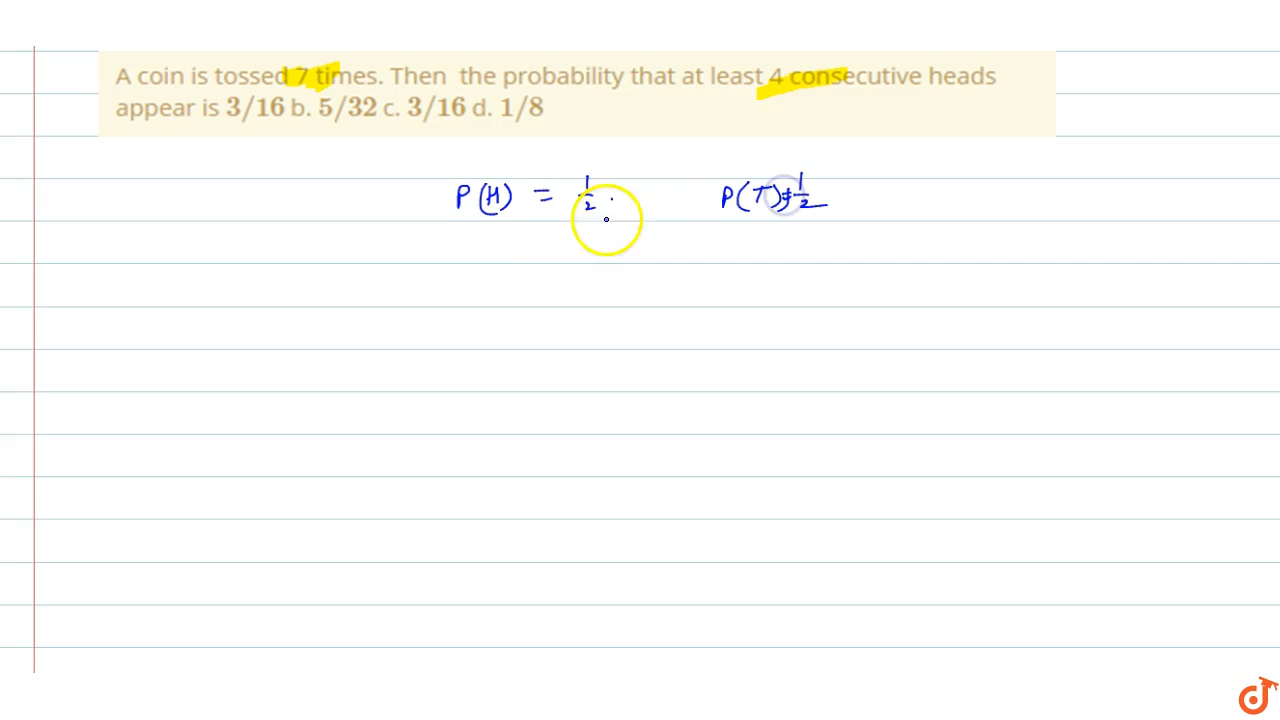 A coin is tossed 7 times. Then the probability that at least 4 consecutive heads
appear is 3/16 b. 5/32 c. 3/16 d. 1/8
P(H) = 1/2 . P(T) = 1/2